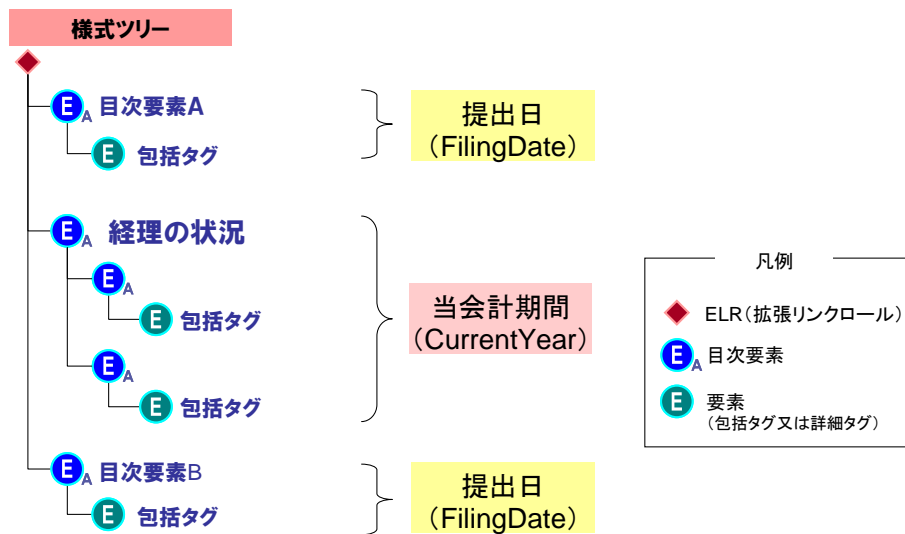 様式ツリー
E A 目次要素A
E 包括タグ
提出日
(FilingDate)
E A 経理の状況
E A
E 包括タグ
E A
E 包括タグ
当会計期間
(CurrentYear)
E A 目次要素B
E 包括タグ
提出日
(FilingDate)
凡例
ELR(拡張リンクロール)
E A 目次要素
E 要素
(包括タグ又は詳細タグ)